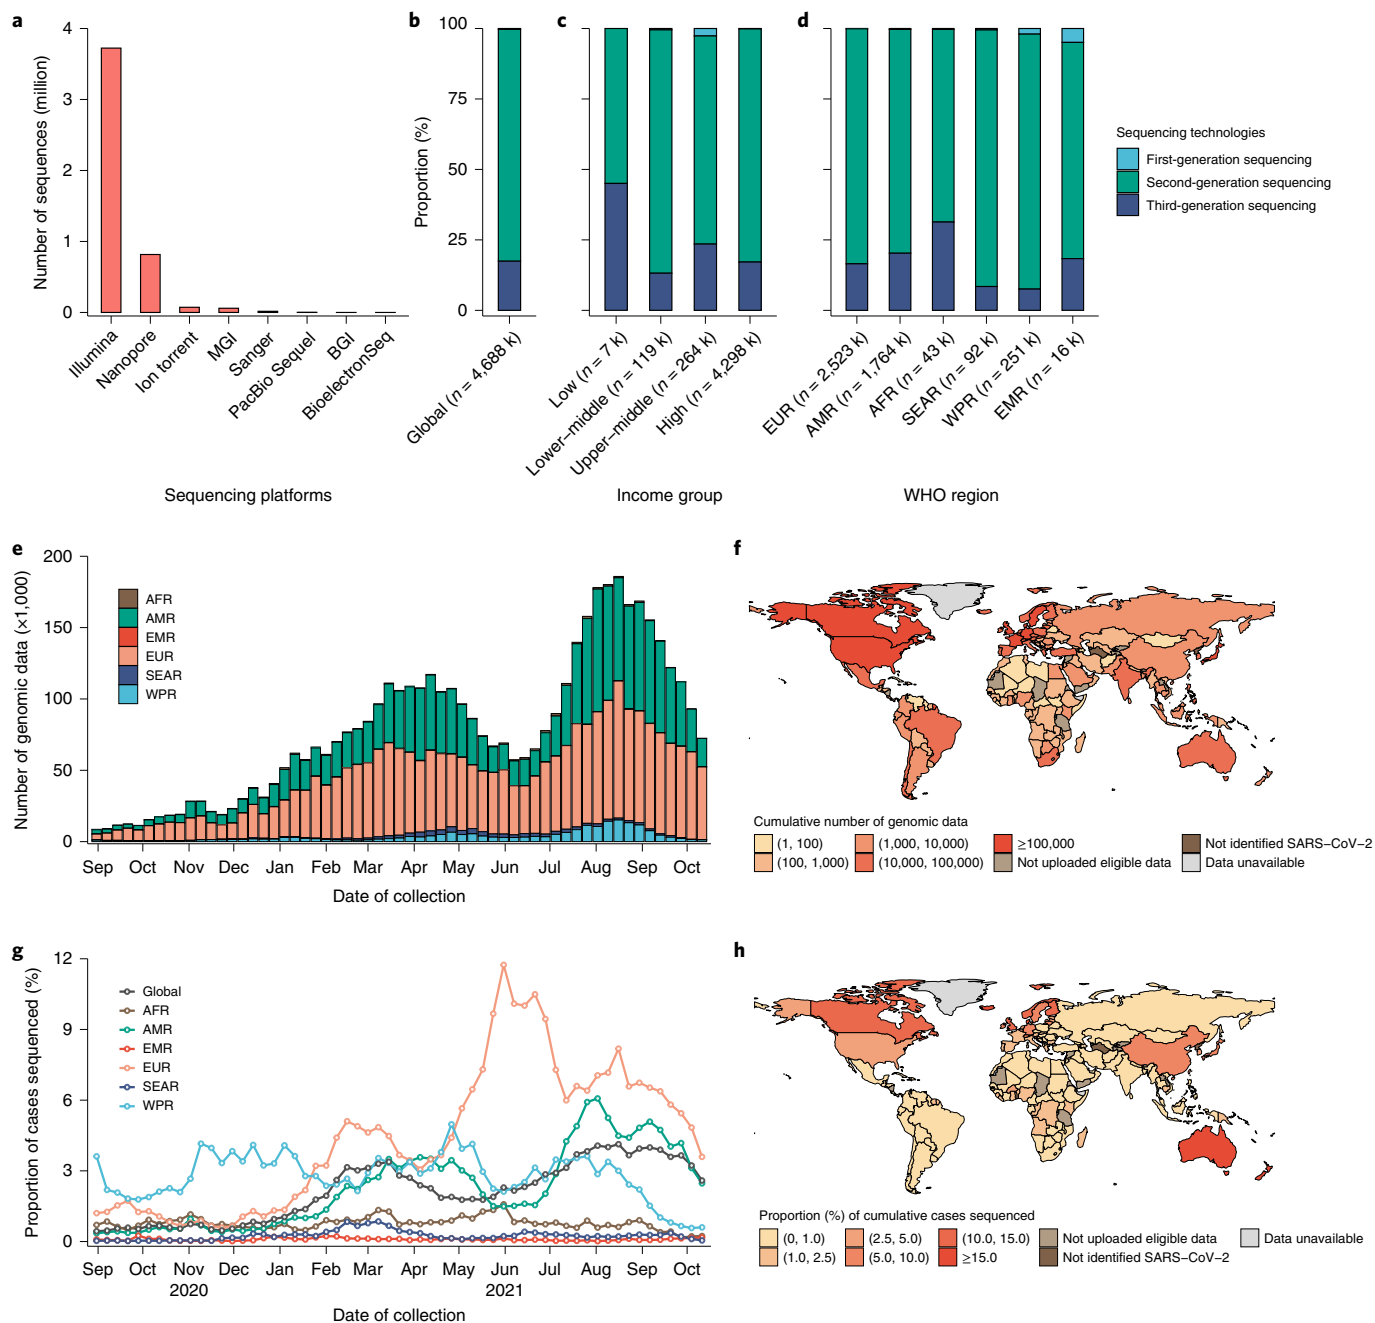 a
Number of sequences (million)
4
3
2
1
0
Illumina
Nanopore
Ion torrent
MGI
Sanger
PacBio Sequel
BGI
BioelectronSeq
Sequencing platforms
b
Proportion (%)
100
75
50
25
0
Global (n = 4,688 k)
c
Low (n = 7 k)
Lower–middle (n = 119 k)
Upper–middle (n = 264 k)
High (n = 4,298 k)
Income group
d
EUR (n = 2,523 k)
AMR (n = 1,764 k)
AFR (n = 43 k)
SEAR (n = 92 k)
WPR (n = 251 k)
EMR (n = 16 k)
WHO region
Sequencing technologies
First-generation sequencing
Second-generation sequencing
Third-generation sequencing
e
Number of genomic data (×1,000)
200
150
100
50
0
AFR
AMR
EMR
EUR
SEAR
WPR
Sep Oct Nov Dec Jan Feb Mar Apr May Jun Jul Aug Sep Oct
Date of collection
f
Cumulative number of genomic data
(1, 100)
(100, 1,000)
(1,000, 10,000)
(10,000, 100,000)
≥100,000
Not uploaded eligible data
Not identified SARS–CoV–2
Data unavailable
g
Proportion of cases sequenced (%)
12
9
6
3
0
Global
AFR
AMR
EMR
EUR
SEAR
WPR
Sep Oct Nov Dec Jan Feb Mar Apr May Jun Jul Aug Sep Oct
2020 2021
Date of collection
h
Proportion (%) of cumulative cases sequenced
(0, 1.0)
(1.0, 2.5)
(2.5, 5.0)
(5.0, 10.0)
(10.0, 15.0)
≥15.0
Not uploaded eligible data
Not identified SARS–CoV–2
Data unavailable